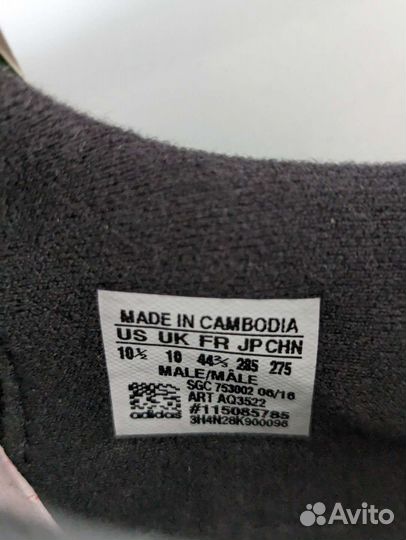 MADE IN CAMBODIA
US UK FR JP CHN
10½ 10 44⅔ 285 275
MALE/MÂLE
SGC 753002 06/16
ART AQ3522
#115085785
adidas 3H4N28K900096
Avito